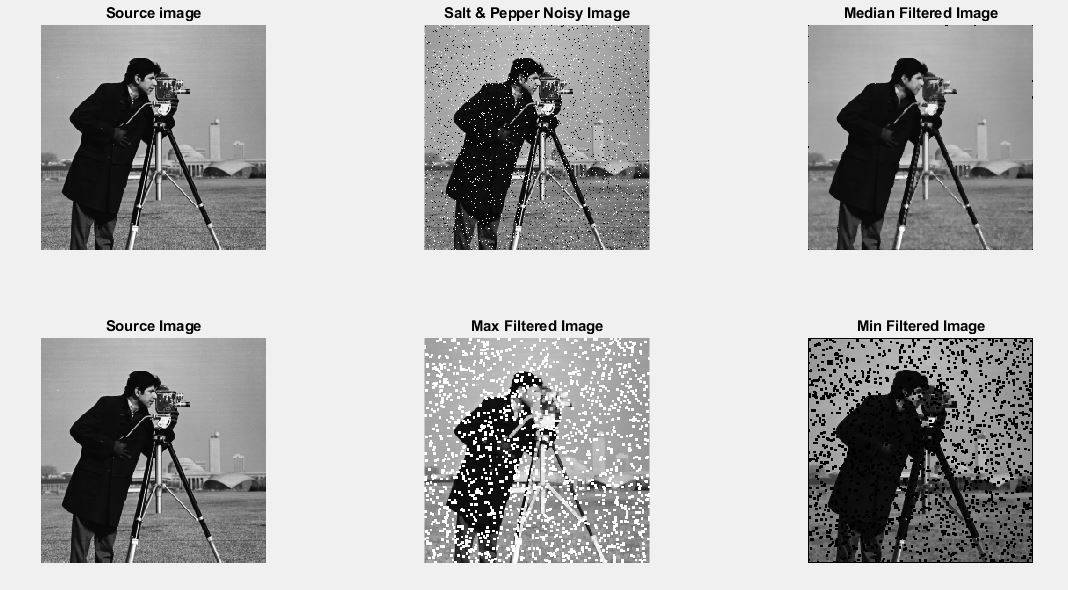 Source image
Salt & Pepper Noisy Image
Median Filtered Image
Source Image
Max Filtered Image
Min Filtered Image